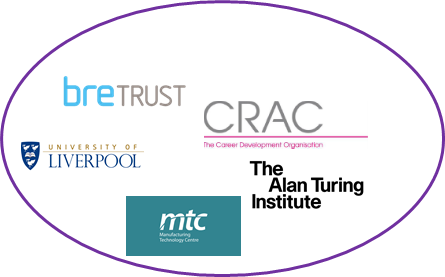 bre TRUST
CRAC
The Career Development Organisation
UNIVERSITY OF
LIVERPOOL
The
Alan Turing
Institute
mtc
Manufacturing
Technology Centre